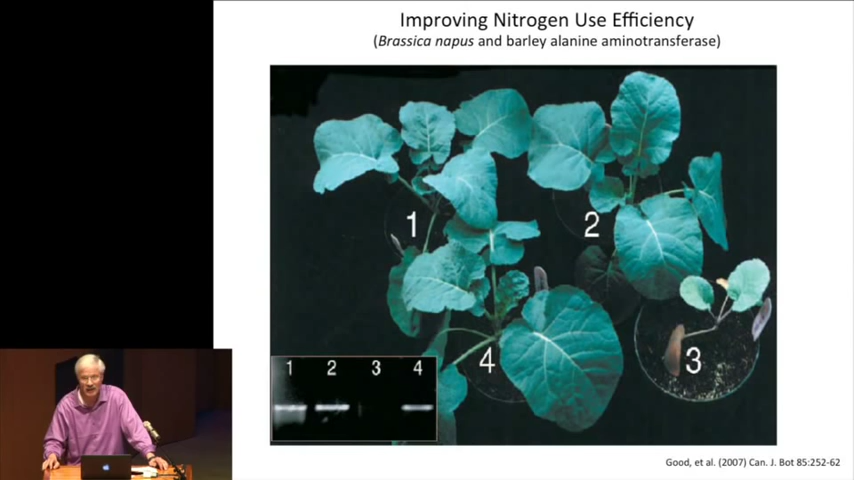 Improving Nitrogen Use Efficiency
(Brassica napus and barley alanine aminotransferase)
1
2
3
4
1 2 3 4
Good, et al. (2007) Can. J. Bot 85:252-62